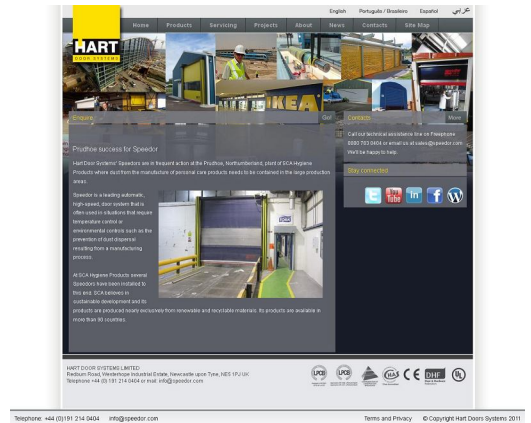 English Português / Brasileiro Español عربي
HART
DOOR SYSTEMS
Home Products Servicing Projects About News Contacts Site Map
IKEA
Enquire Go!
Prudhoe success for Speedor
Hart Door Systems' Speedors are in frequent action at the Prudhoe, Northumberland, plant of SCA Hygiene
Products where dust from the manufacture of personal care products needs to be contained in the large production
areas.
Speedor is a leading automatic,
high-speed, door system that is
often used in situations that require
temperature control or
environmental controls such as the
prevention of dust dispersal
resulting from a manufacturing
process.
At SCA Hygiene Products several
Speedors have been installed to
this end. SCA believes in
sustainable development and its
products are produced nearly exclusively from renewable and recyclable materials. Its products are available in
more than 90 countries.
Contacts More
Call our technical assistance line on Freephone
0800 783 0404 or email us at sales@speedor.com
We'll be happy to help.
Stay connected
You
Tube
in
f
W
HART DOOR SYSTEMS LIMITED
Redburn Road, Westerhope Industrial Estate, Newcastle upon Tyne, NE5 1PJ UK
Telephone +44 (0) 191 214 0404 or mail: info@speedor.com
LPCB
LPCB
CE
DHF
UL
Telephone: +44 (0)191 214 0404 info@speedor.com Terms and Privacy © Copyright Hart Doors Systems 2011